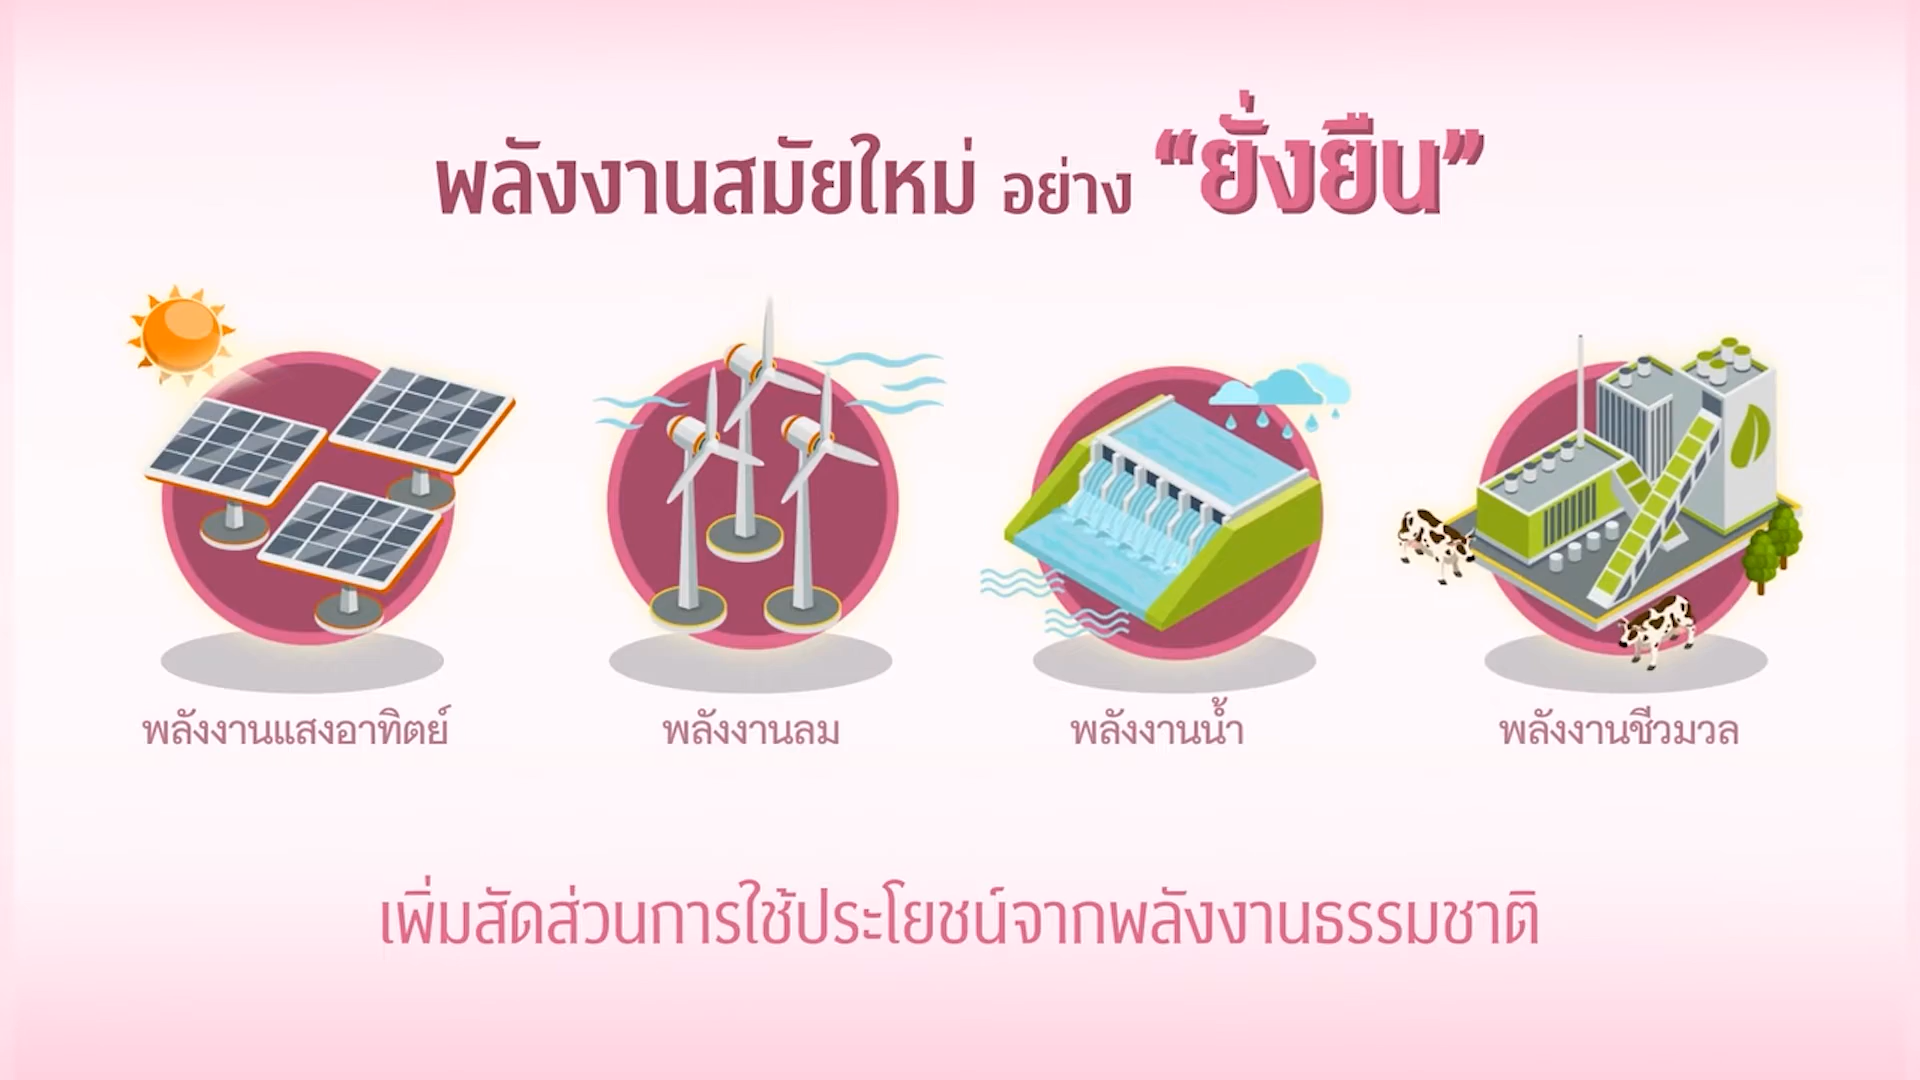 พลังงานสมัยใหม่ อย่าง “ยั่งยืน”
พลังงานแสงอาทิตย์
พลังงานลม
พลังงานน้ำ
พลังงานชีวมวล
เพิ่มสัดส่วนการใช้ประโยชน์จากพลังงานธรรมชาติ